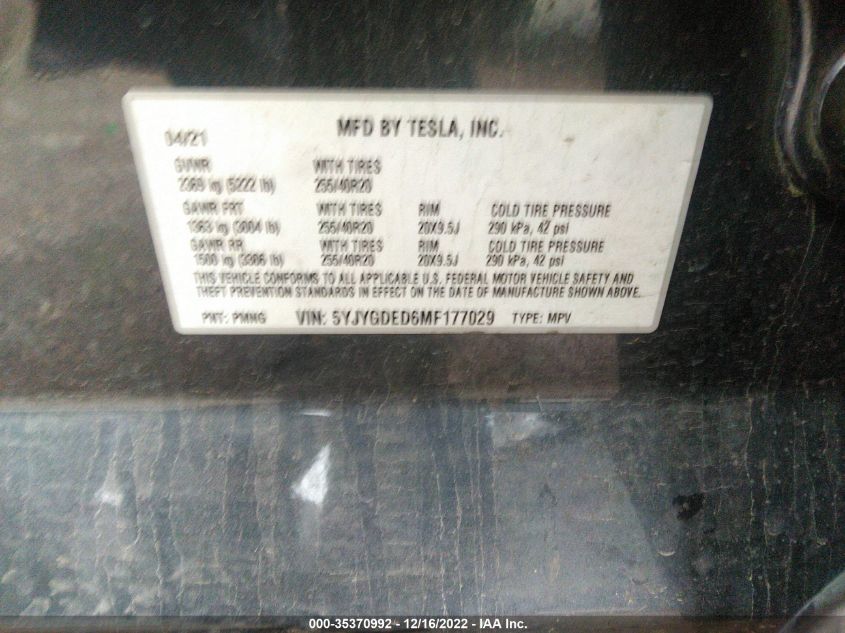 04/21 MFD BY TESLA, INC.
GVWR WITH TIRES
2369 kg (5222 lb) 255/40R20
GAWR FRT WITH TIRES RIM COLD TIRE PRESSURE
1363 kg (3004 lb) 255/40R20 20X9.5J 290 kPa, 42 psi
GAWR RR WITH TIRES RIM COLD TIRE PRESSURE
1500 kg (3306 lb) 255/40R20 20X9.5J 290 kPa, 42 psi
THIS VEHICLE CONFORMS TO ALL APPLICABLE U.S. FEDERAL MOTOR VEHICLE SAFETY AND
THEFT PREVENTION STANDARDS IN EFFECT ON THE DATE OF MANUFACTURE SHOWN ABOVE.
PNT: PMNG VIN: 5YJYGDED6MF177029 TYPE: MPV
000-35370992 - 12/16/2022 - IAA Inc.